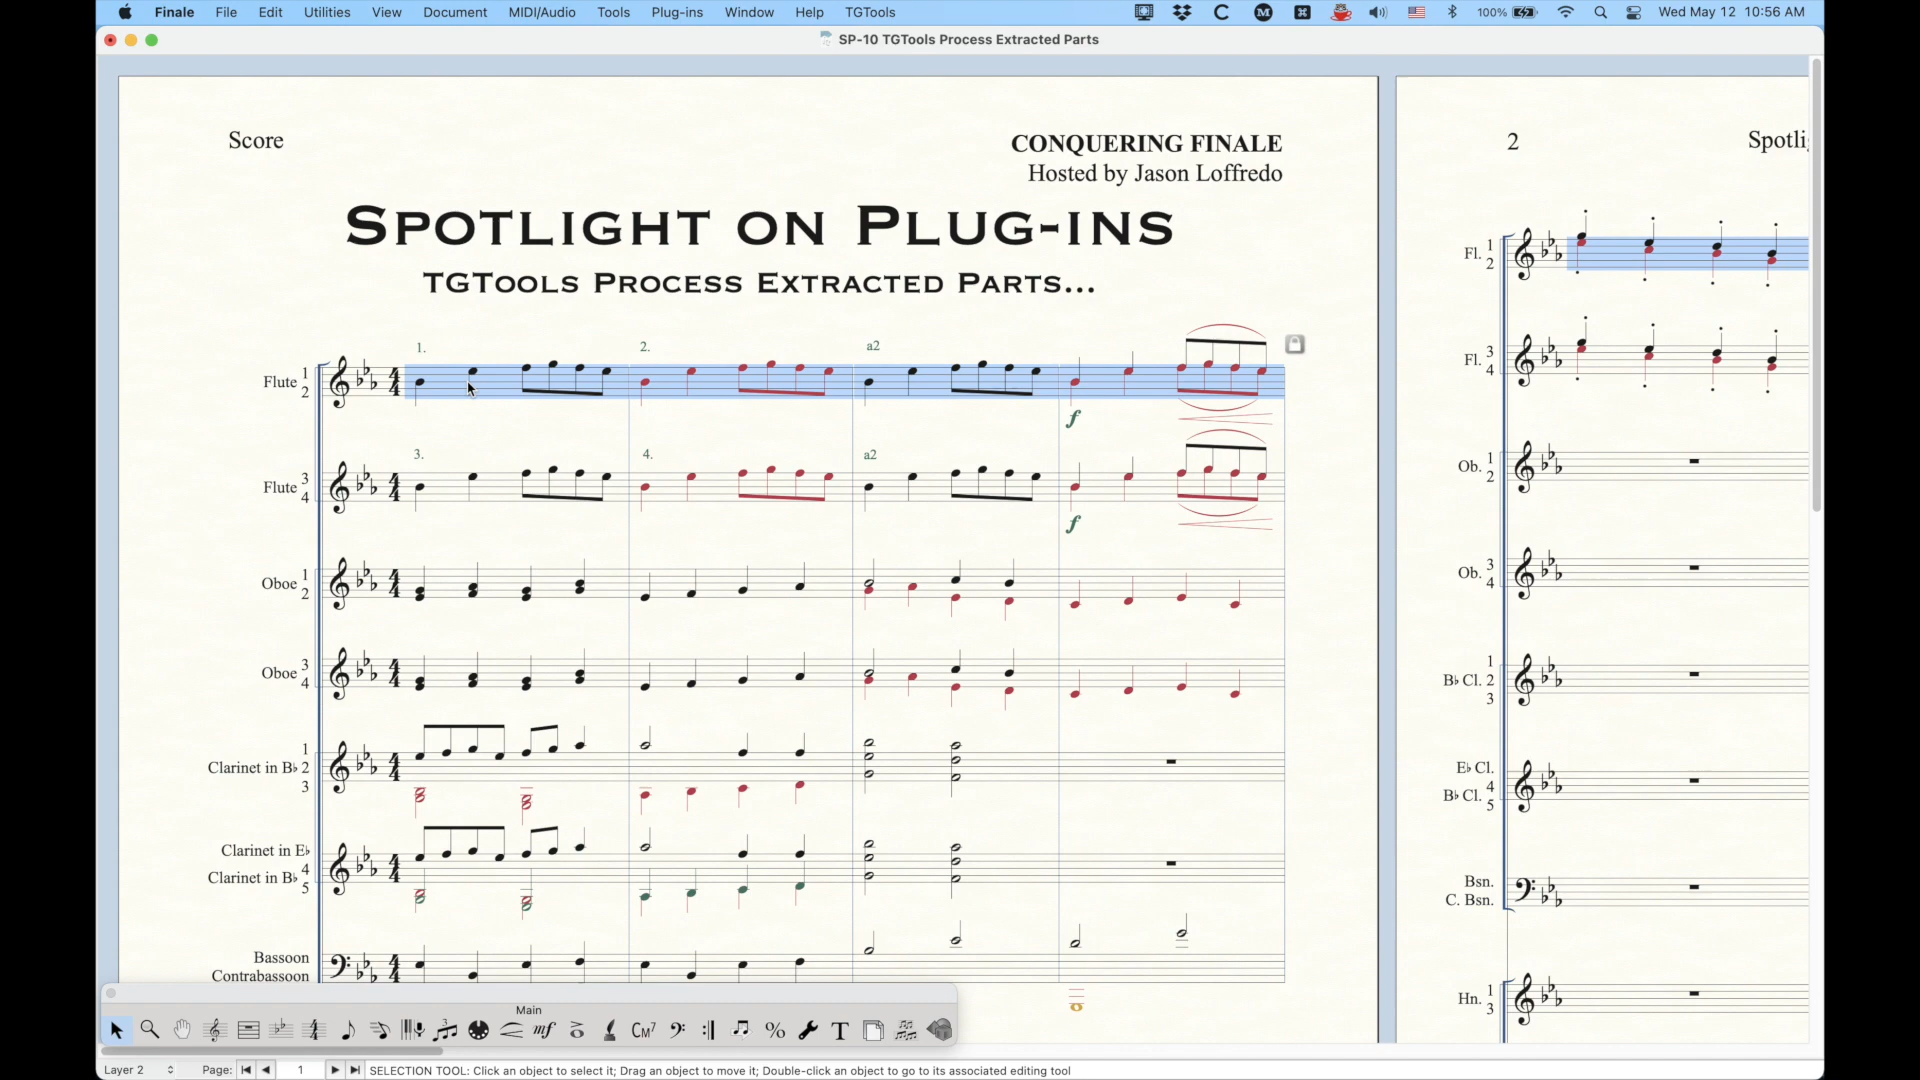 Finale File Edit Utilities View Document MIDI/Audio Tools Plug-ins Window Help TGTools 100% Wed May 12 10:56 AM
SP-10 TGTools Process Extracted Parts
Score
CONQUERING FINALE
Hosted by Jason Loffredo
SPOTLIGHT ON PLUG-INS
TGTOOLS PROCESS EXTRACTED PARTS...
1. 2. a2
Flute 1 2
f
3. 4. a2
Flute 3 4
f
Oboe 1 2
Oboe 3 4
Clarinet in B♭ 1 2 3
Clarinet in E♭
Clarinet in B♭ 4 5
Bassoon
Contrabassoon
2 Spotli
Fl. 1 2
Fl. 3 4
Ob. 1 2
Ob. 3 4
B♭ Cl. 1 2 3
E♭ Cl.
B♭ Cl. 4 5
Bsn.
C. Bsn.
Hn. 1 3
Main
mf CM7 % T
Layer 2 Page: 1 SELECTION TOOL: Click an object to select it; Drag an object to move it; Double-click an object to go to its associated editing tool